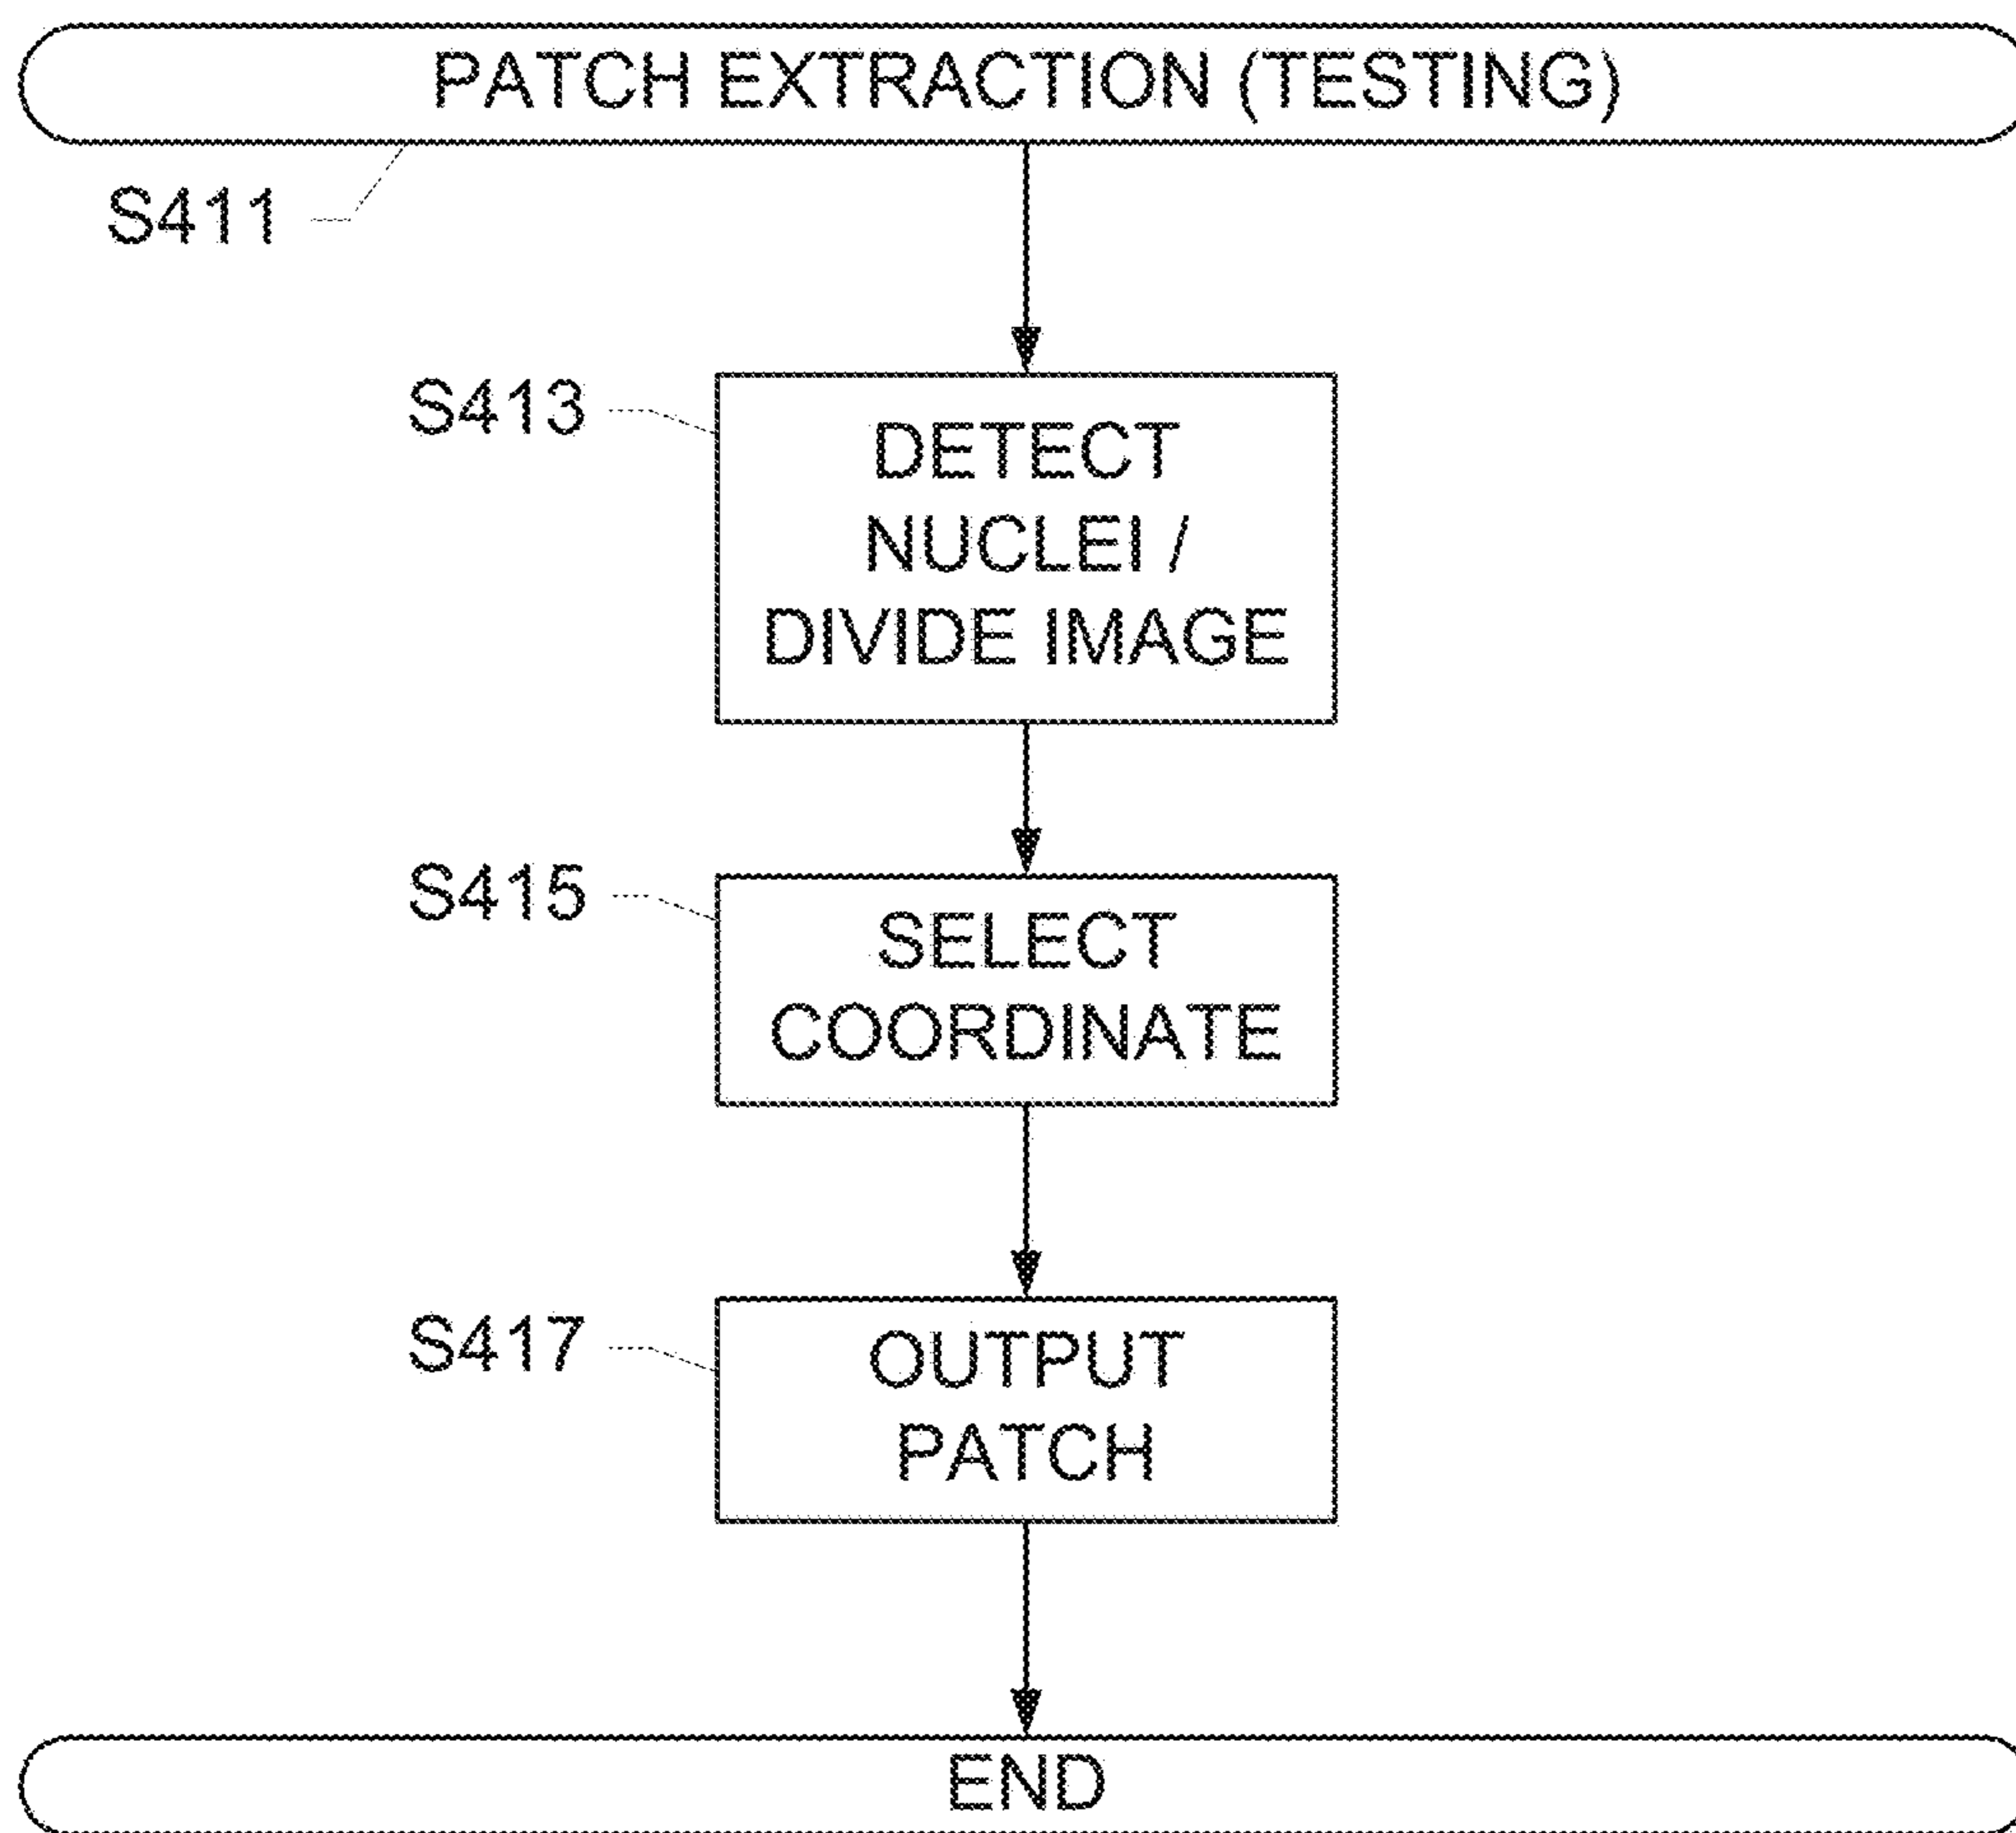 PATCH EXTRACTION (TESTING)
S411
S413
DETECT
NUCLEI /
DIVIDE IMAGE
S415
SELECT
COORDINATE
S417
OUTPUT
PATCH
END